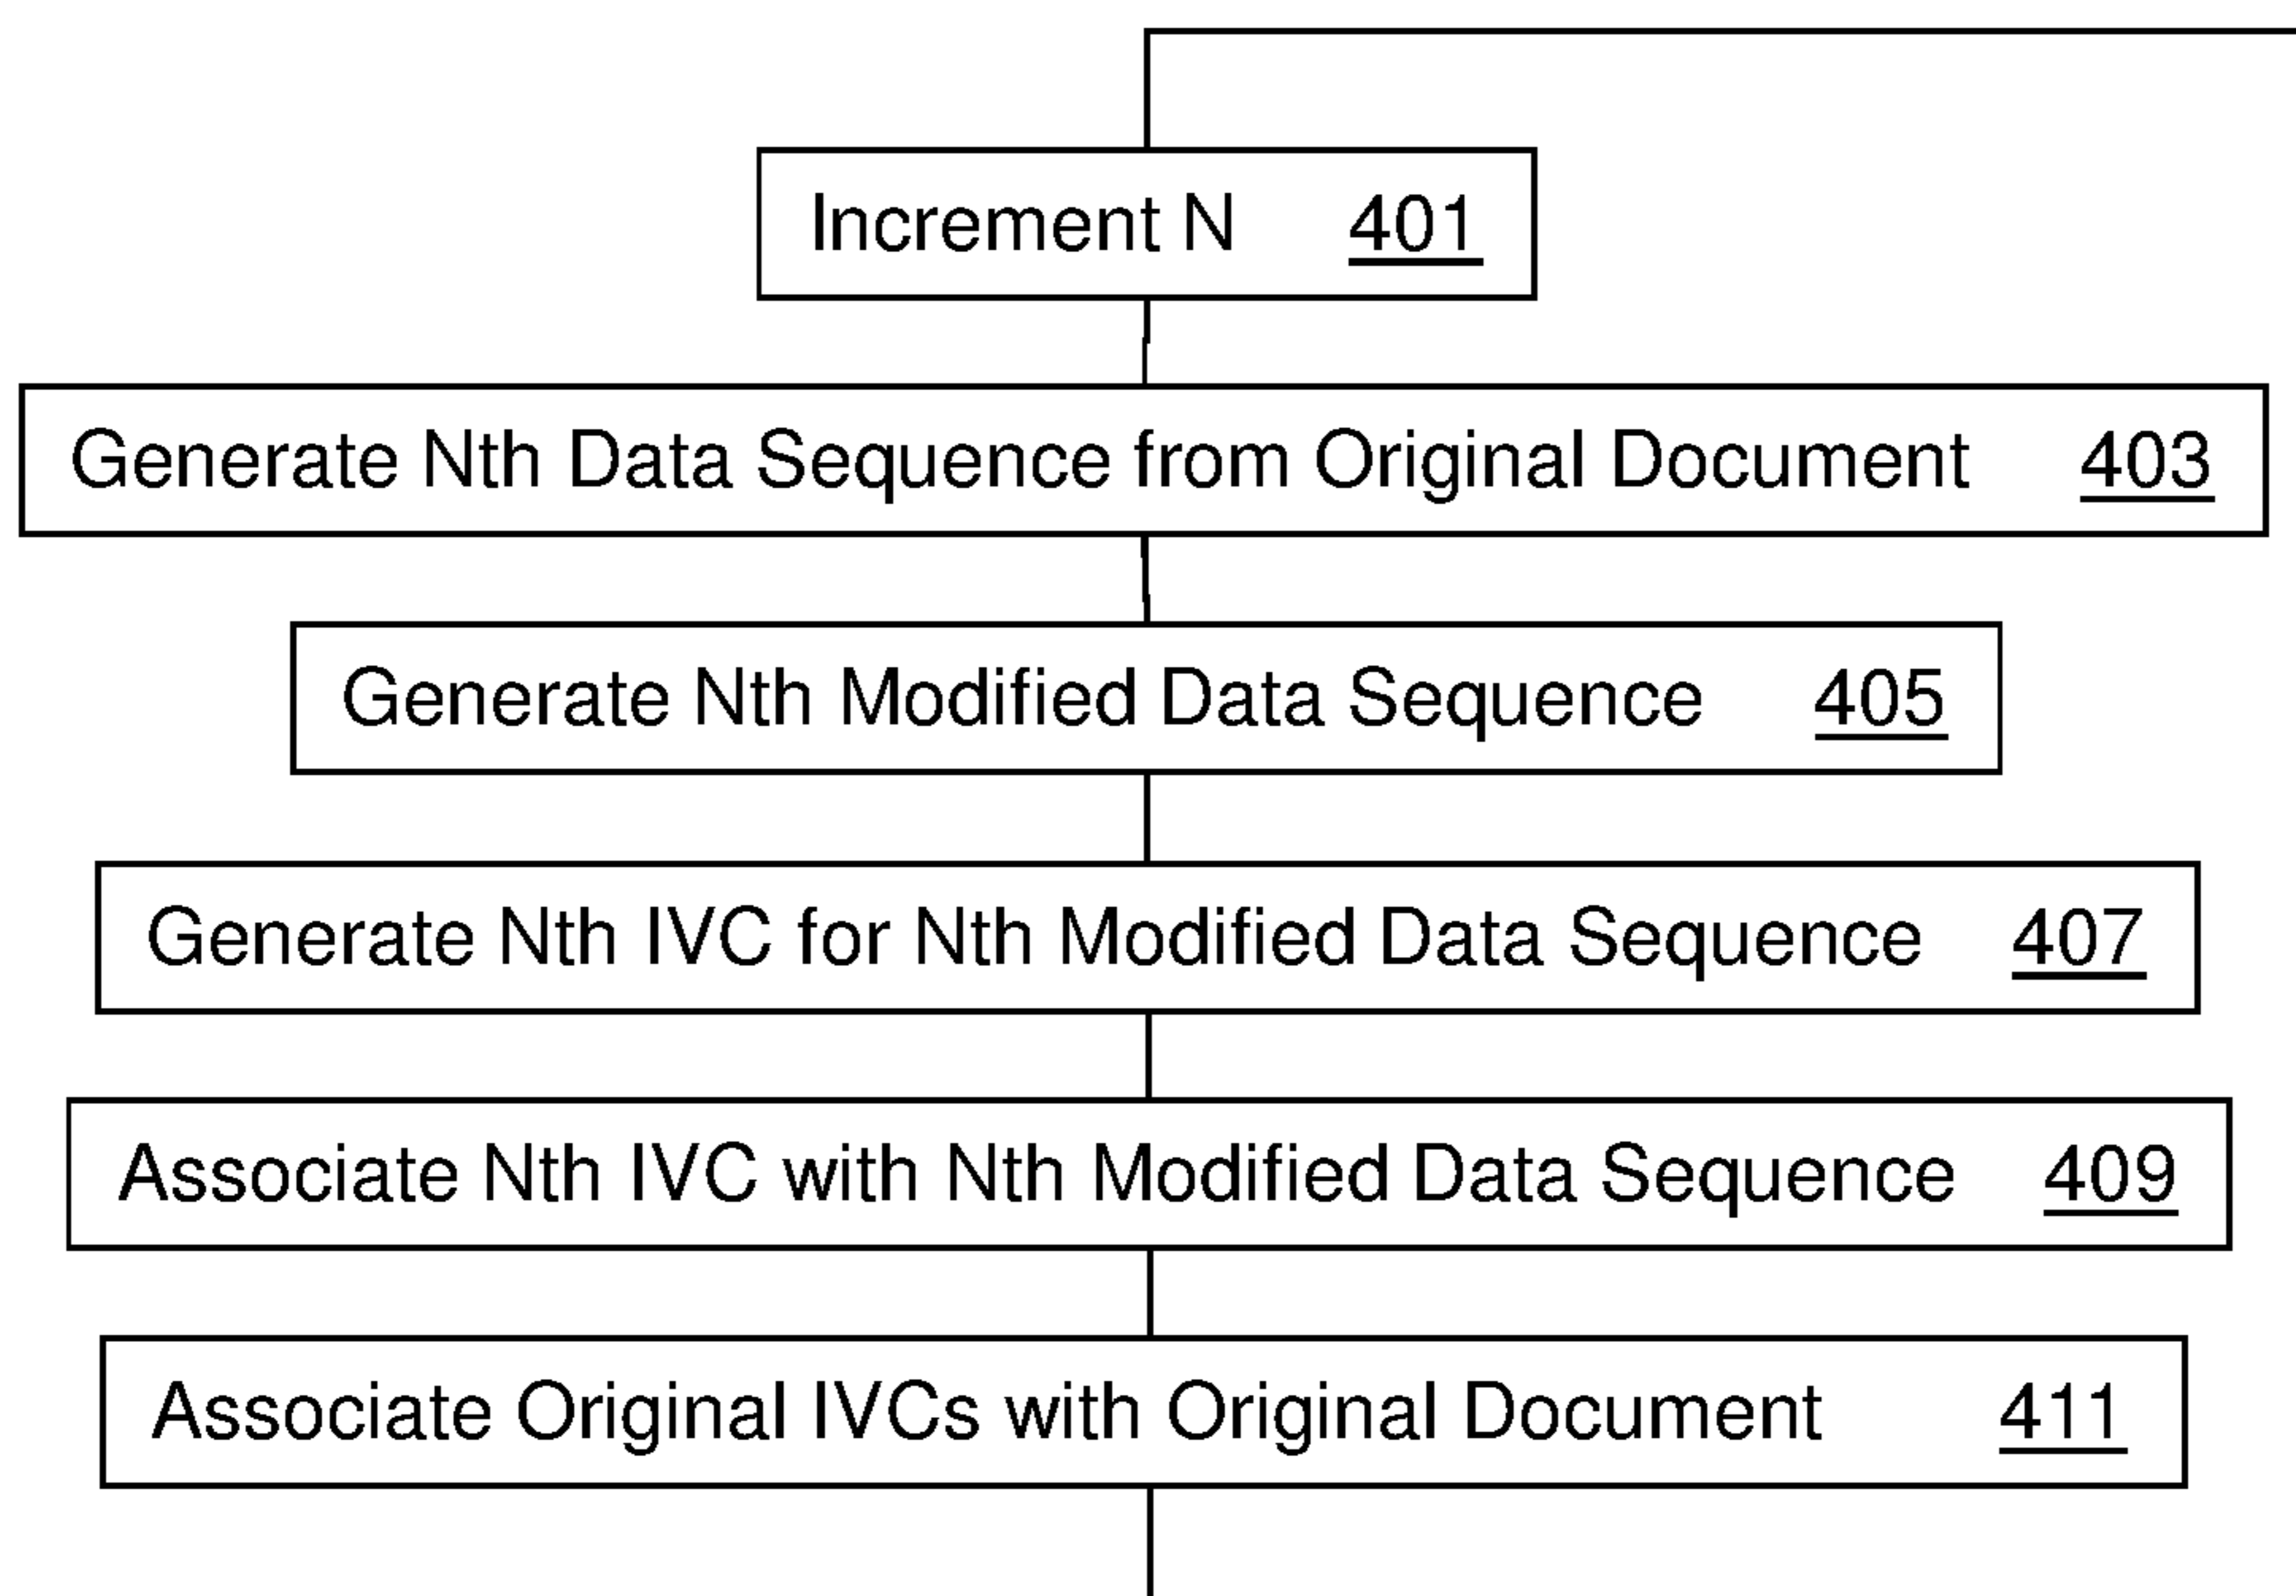 Increment N 401
Generate Nth Data Sequence from Original Document 403
Generate Nth Modified Data Sequence 405
Generate Nth IVC for Nth Modified Data Sequence 407
Associate Nth IVC with Nth Modified Data Sequence 409
Associate Original IVCs with Original Document 411